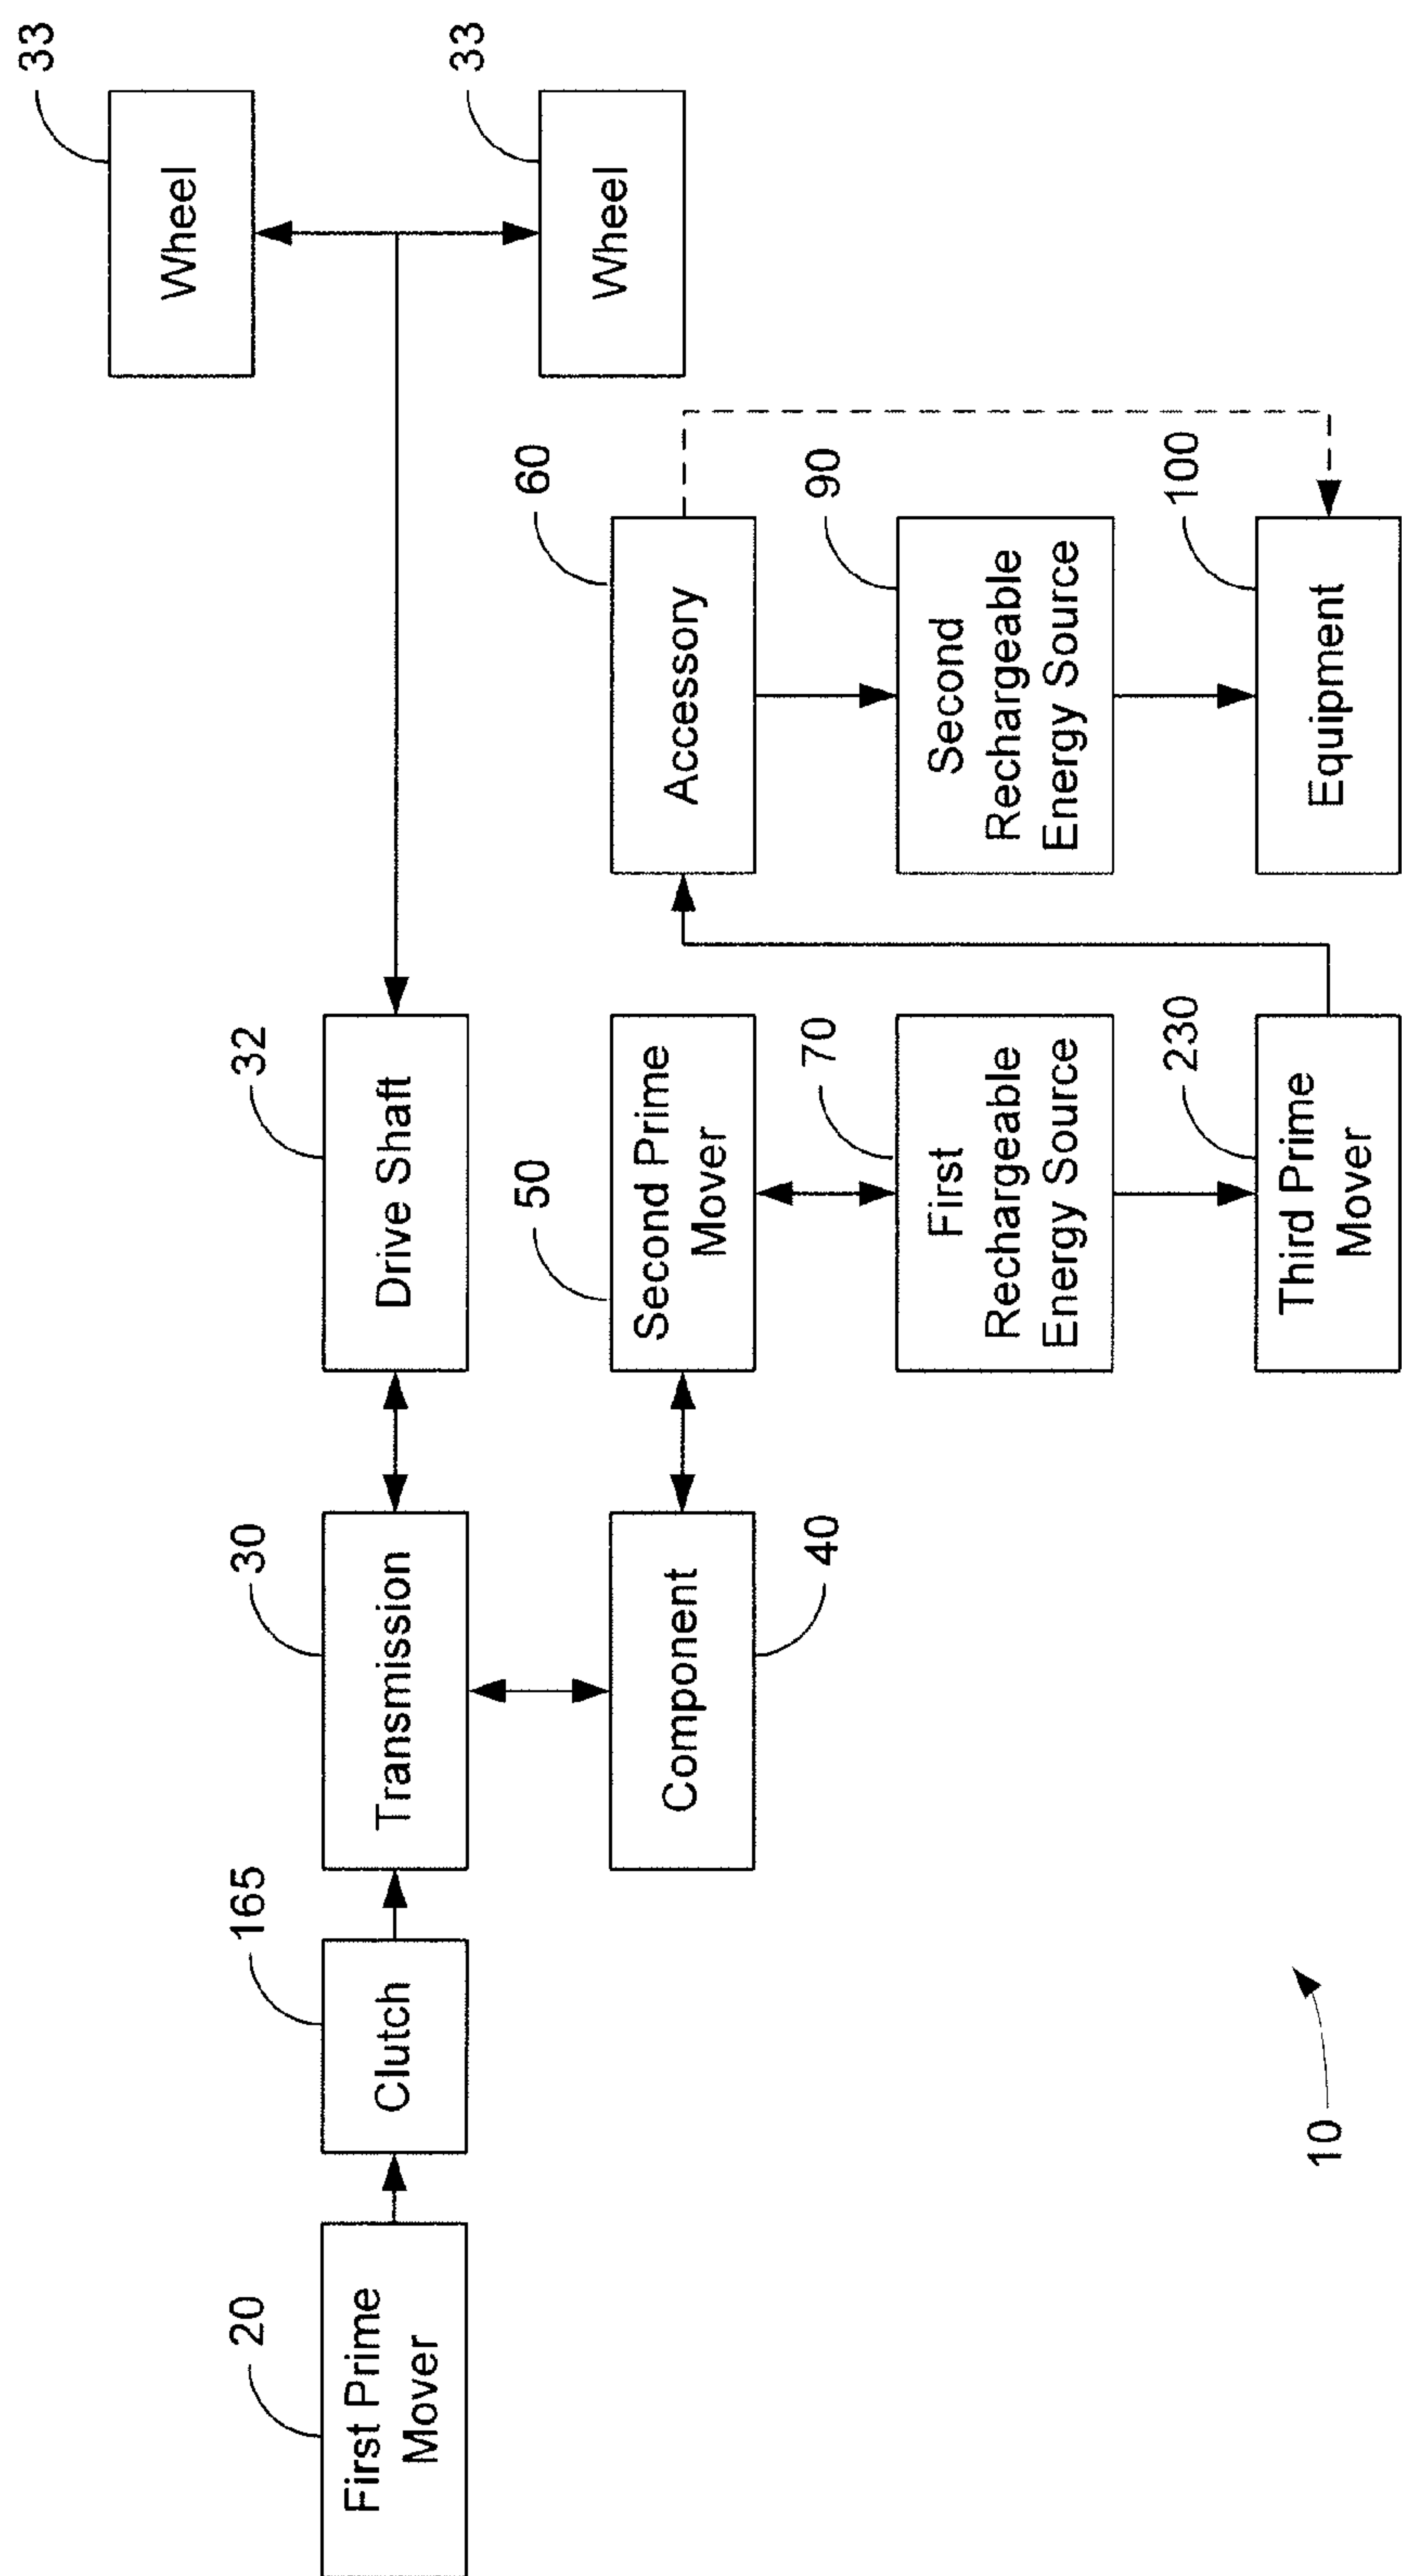 33
Wheel
33
Wheel
20
First Prime
Mover
165
Clutch
30
Transmission
32
Drive Shaft
40
Component
50
Second Prime
Mover
60
Accessory
70
First
Rechargeable
Energy Source
90
Second
Rechargeable
Energy Source
230
Third Prime
Mover
100
Equipment
10